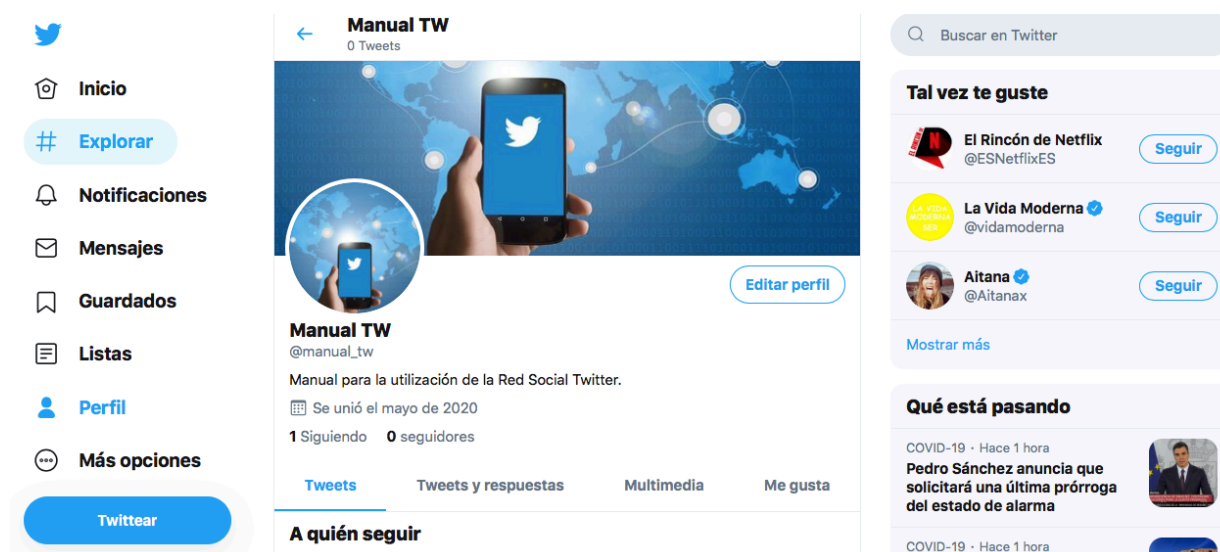 Inicio
Explorar
Notificaciones
Mensajes
Guardados
Listas
Perfil
Más opciones
Twittear
Manual TW
0 Tweets
Editar perfil
Manual TW
@manual_tw
Manual para la utilización de la Red Social Twitter.
Se unió el mayo de 2020
1 Siguiendo 0 seguidores
Tweets Tweets y respuestas Multimedia Me gusta
A quién seguir
Buscar en Twitter
Tal vez te guste
El Rincón de Netflix
@ESNetflixES
Seguir
LA VIDA
MODERNA
SER
La Vida Moderna
@vidamoderna
Seguir
Aitana
@Aitanax
Seguir
Mostrar más
Qué está pasando
COVID-19 · Hace 1 hora
Pedro Sánchez anuncia que
solicitará una última prórroga
del estado de alarma
COVID-19 · Hace 1 hora